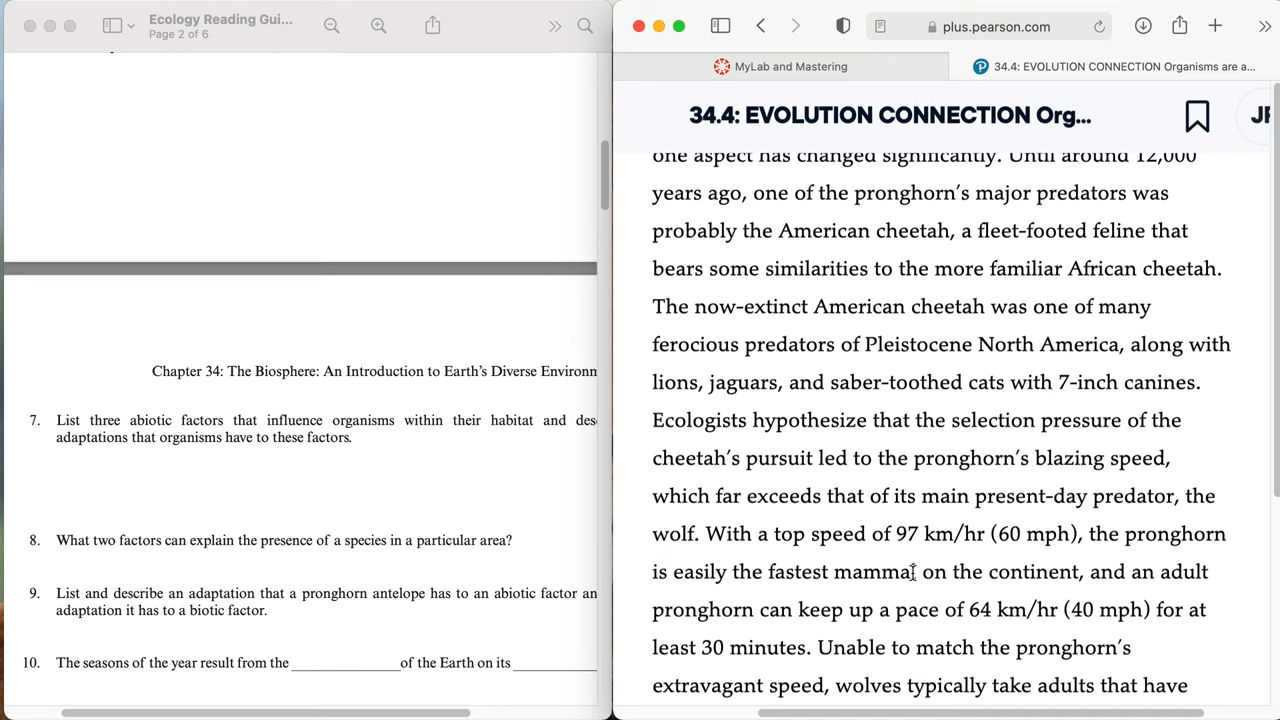 Ecology Reading Gui...
Page 2 of 6
Chapter 34: The Biosphere: An Introduction to Earth's Diverse Environm
7. List three abiotic factors that influence organisms within their habitat and des
adaptations that organisms have to these factors.
8. What two factors can explain the presence of a species in a particular area?
9. List and describe an adaptation that a pronghorn antelope has to an abiotic factor an
adaptation it has to a biotic factor.
10. The seasons of the year result from the ____________ of the Earth on its _________
plus.pearson.com
MyLab and Mastering
34.4: EVOLUTION CONNECTION Organisms are a...
34.4: EVOLUTION CONNECTION Org...
one aspect has changed significantly. Until around 12,000
years ago, one of the pronghorn's major predators was
probably the American cheetah, a fleet-footed feline that
bears some similarities to the more familiar African cheetah.
The now-extinct American cheetah was one of many
ferocious predators of Pleistocene North America, along with
lions, jaguars, and saber-toothed cats with 7-inch canines.
Ecologists hypothesize that the selection pressure of the
cheetah's pursuit led to the pronghorn's blazing speed,
which far exceeds that of its main present-day predator, the
wolf. With a top speed of 97 km/hr (60 mph), the pronghorn
is easily the fastest mammal on the continent, and an adult
pronghorn can keep up a pace of 64 km/hr (40 mph) for at
least 30 minutes. Unable to match the pronghorn's
extravagant speed, wolves typically take adults that have